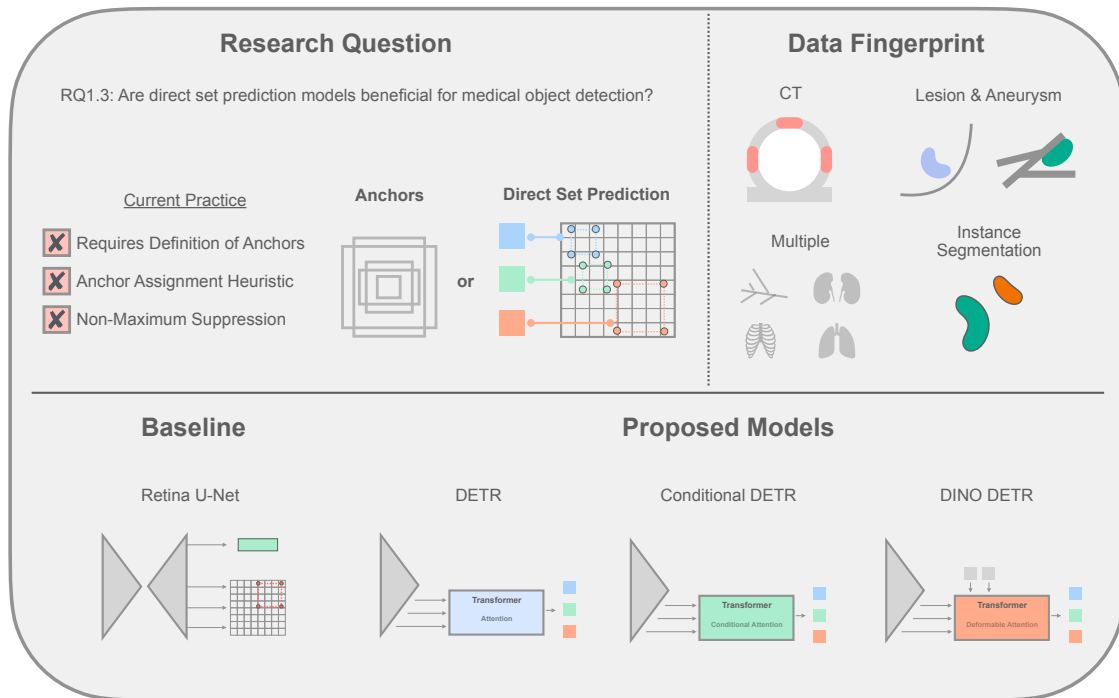 Research Question
RQ1.3: Are direct set prediction models beneficial for medical object detection?
Current Practice
✘ Requires Definition of Anchors
✘ Anchor Assignment Heuristic
✘ Non-Maximum Suppression
Anchors
or
Direct Set Prediction
Data Fingerprint
CT
Lesion & Aneurysm
Multiple
Instance
Segmentation
Baseline
Retina U-Net
Proposed Models
DETR
Transformer
Attention
Conditional DETR
Transformer
Conditional Attention
DINO DETR
Transformer
Deformable Attention